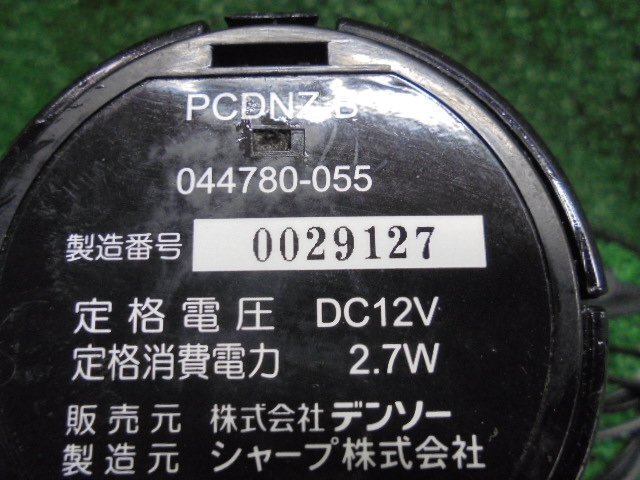 PCDNZ-B
044780-055
製造番号 0029127
定格電圧 DC12V
定格消費電力 2.7W
販売元 株式会社デンソー
製造元 シャープ株式会社